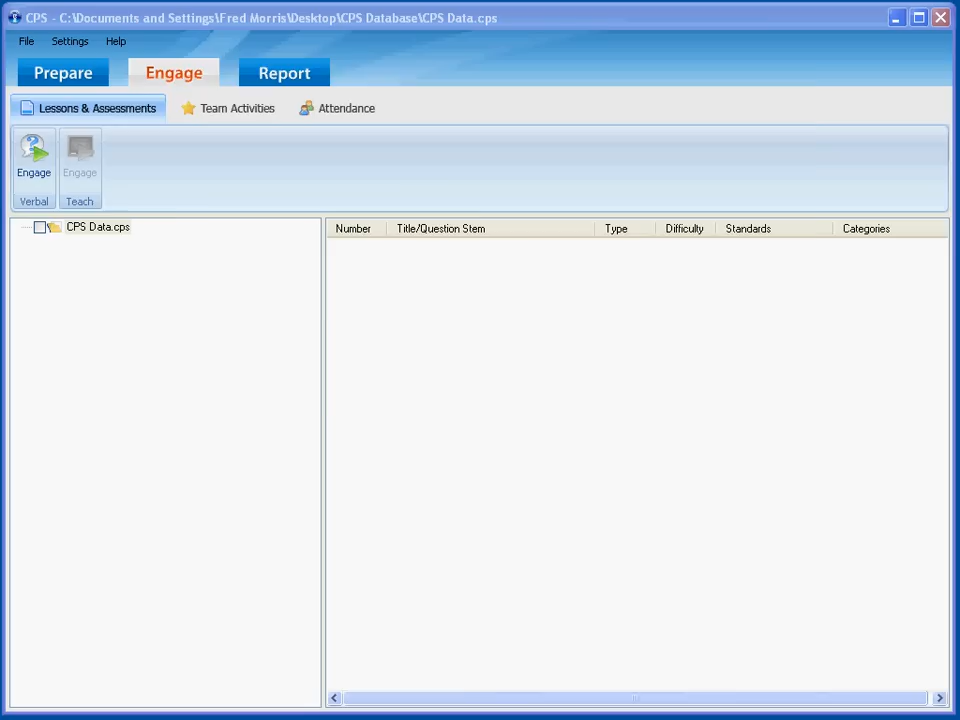 CPS - C:\Documents and Settings\Fred Morris\Desktop\CPS Database\CPS Data.cps
File Settings Help
Prepare Engage Report
Lessons & Assessments Team Activities Attendance
Engage Engage
Verbal Teach
CPS Data.cps
Number Title/Question Stem Type Difficulty Standards Categories